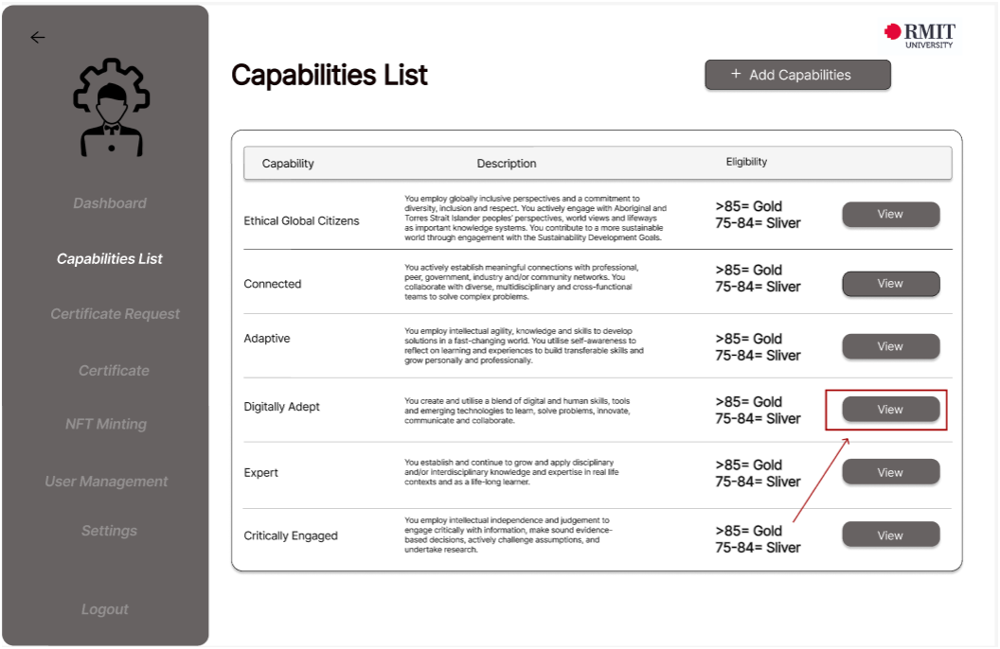 RMIT
UNIVERSITY
Capabilities List
+ Add Capabilities
Dashboard
Capabilities List
Certificate Request
Certificate
NFT Minting
User Management
Settings
Logout
Capability
Description
Eligibility
Ethical Global Citizens
You employ globally inclusive perspectives and a commitment to
diversity, inclusion and respect. You actively engage with Aboriginal and
Torres Strait Islander peoples' perspectives, world views and lifeways
as important knowledge systems. You contribute to a more sustainable
world through engagement with the Sustainability Development Goals.
>85= Gold
75-84= Sliver
View
Connected
You actively establish meaningful connections with professional,
peer, government, industry and/or community networks. You
collaborate with diverse, multidisciplinary and cross-functional
teams to solve complex problems.
>85= Gold
75-84= Sliver
View
Adaptive
You employ intellectual agility, knowledge and skills to develop
solutions in a fast-changing world. You utilise self-awareness to
reflect on learning and experiences to build transferable skills and
grow personally and professionally.
>85= Gold
75-84= Sliver
View
Digitally Adept
You create and utilise a blend of digital and human skills, tools
and emerging technologies to learn, solve problems, innovate,
communicate and collaborate.
>85= Gold
75-84= Sliver
View
Expert
You establish and continue to grow and apply disciplinary
and/or interdisciplinary knowledge and expertise in real life
contexts and as a life-long learner.
>85= Gold
75-84= Sliver
View
Critically Engaged
You employ intellectual independence and judgement to
engage critically with information, make sound evidence-
based decisions, actively challenge assumptions, and
undertake research.
>85= Gold
75-84= Sliver
View